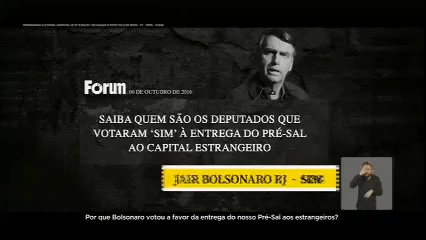 Forum
06 DE OUTUBRO DE 2016
SAIBA QUEM SÃO OS DEPUTADOS QUE
VOTARAM ‘SIM’ À ENTREGA DO PRÉ-SAL
AO CAPITAL ESTRANGEIRO
JAIR BOLSONARO RJ - SIM
Por que Bolsonaro votou a favor da entrega do nosso Pré-Sal aos estrangeiros?